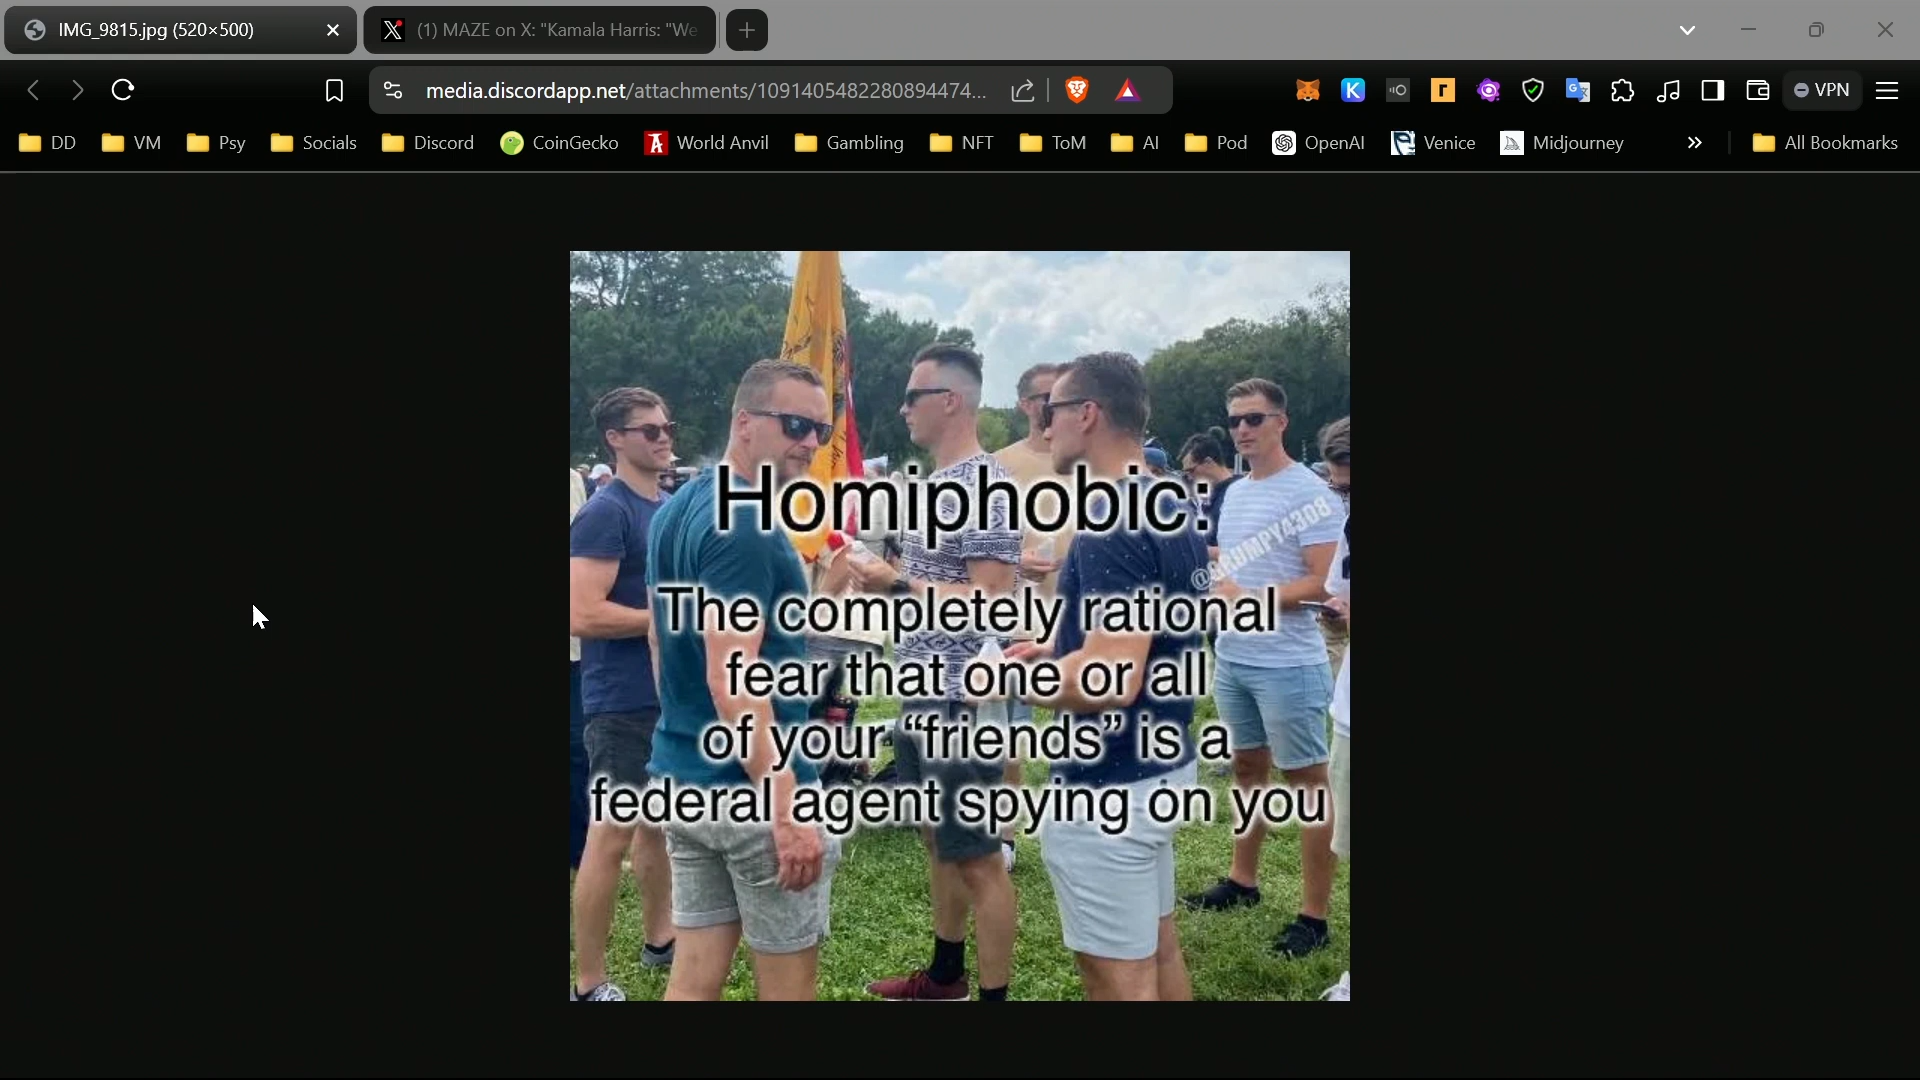 IMG_9815.jpg (520×500)
(1) MAZE on X: "Kamala Harris: "We
media.discordapp.net/attachments/1091405482280894474...
VPN
DD
VM
Psy
Socials
Discord
CoinGecko
World Anvil
Gambling
NFT
ToM
AI
Pod
OpenAI
Venice
Midjourney
All Bookmarks
Homiphobic:
@GRUMPY4308
The completely rational
fear that one or all
of your “friends” is a
federal agent spying on you